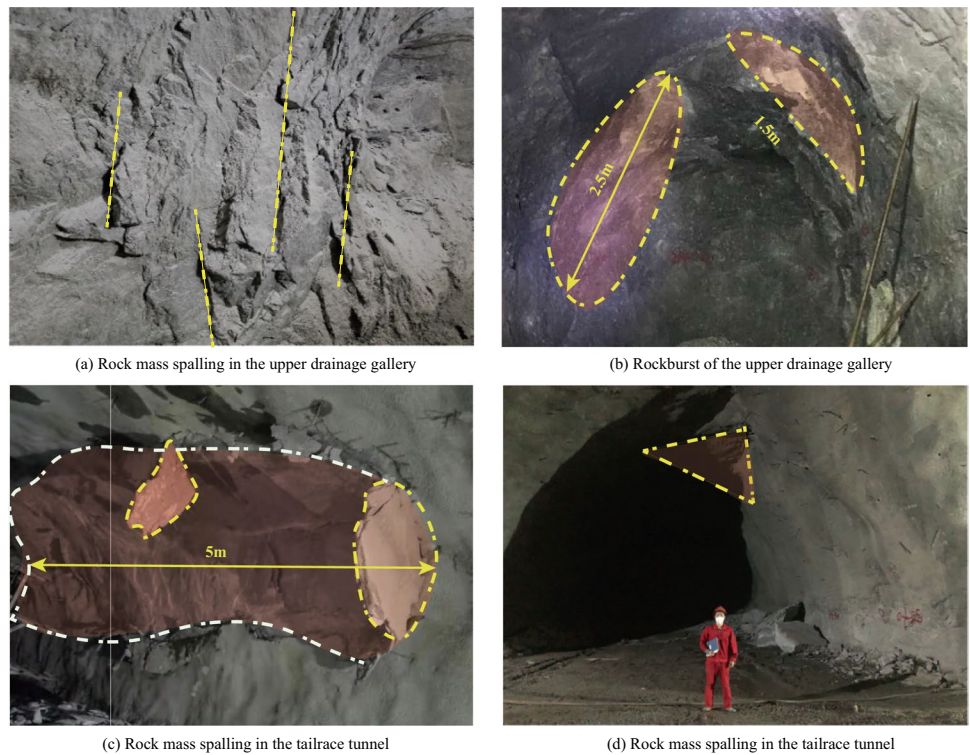 (a) Rock mass spalling in the upper drainage gallery
2.5m
1.5m
(b) Rockburst of the upper drainage gallery
5m
(c) Rock mass spalling in the tailrace tunnel
(d) Rock mass spalling in the tailrace tunnel